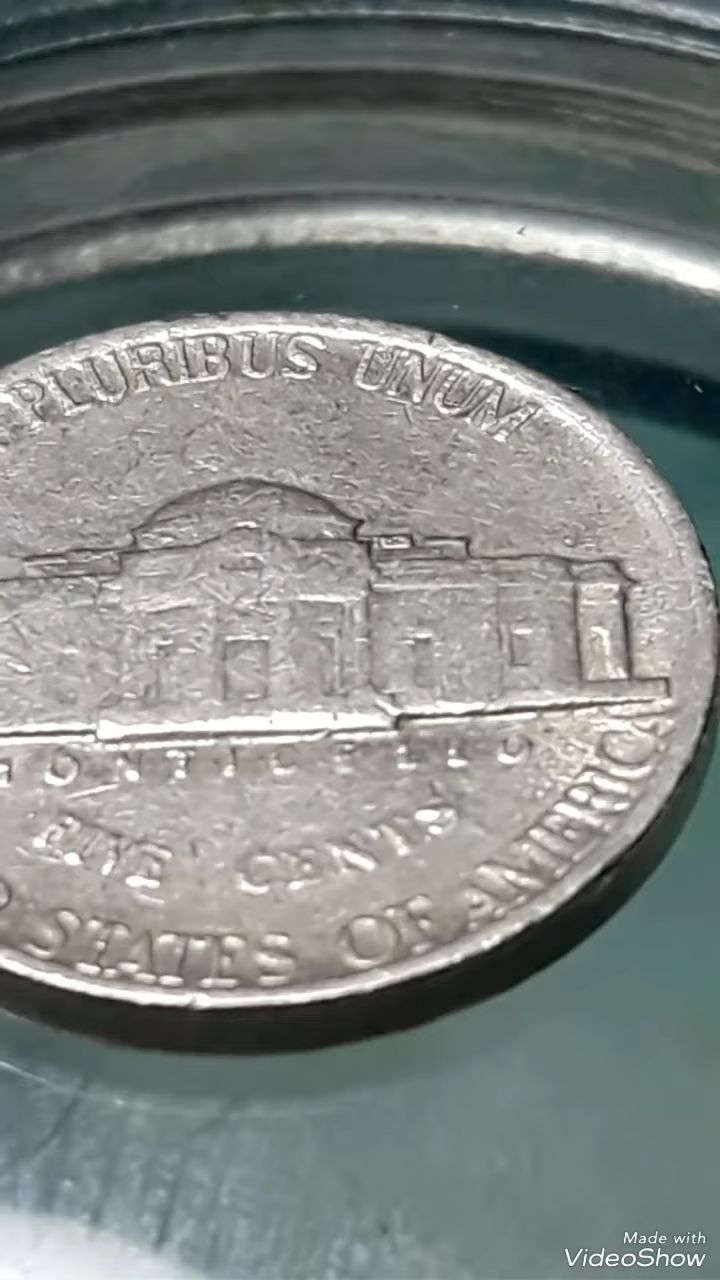 PLURIBUS UNUM
MONTICELLO
FIVE CENTS
D STATES OF AMERICA
Made with
VideoShow